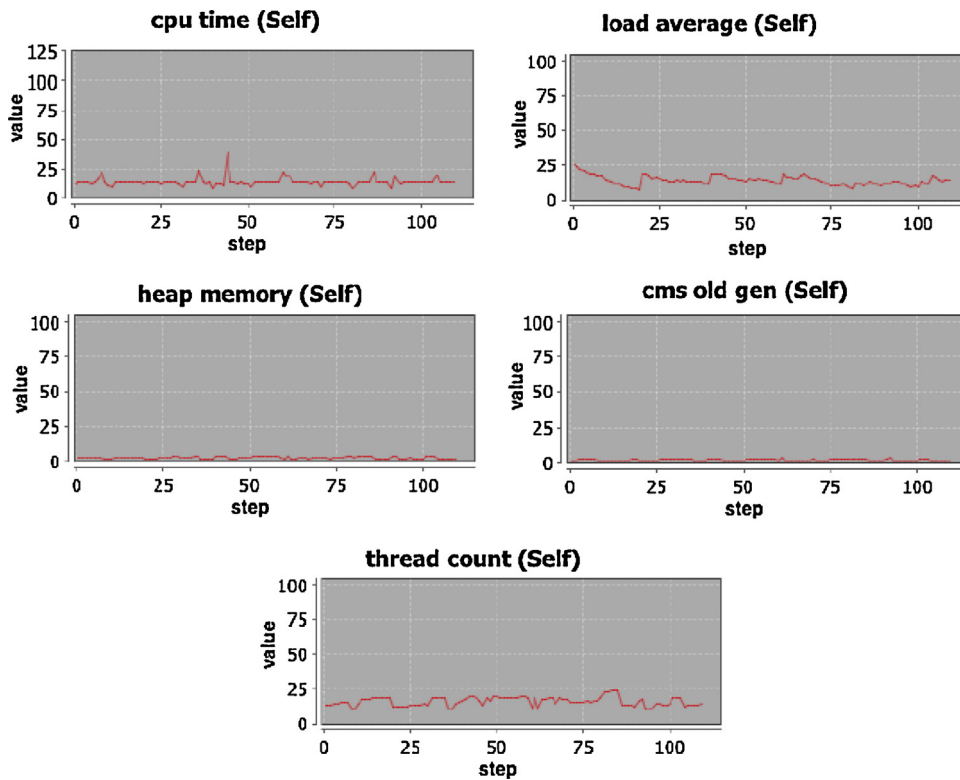 cpu time (Self)
125
100
75
50
25
0
value
0 25 50 75 100
step
load average (Self)
100
75
50
25
0
value
0 25 50 75 100
step
heap memory (Self)
100
75
50
25
0
value
0 25 50 75 100
step
cms old gen (Self)
100
75
50
25
0
value
0 25 50 75 100
step
thread count (Self)
100
75
50
25
0
value
0 25 50 75 100
step